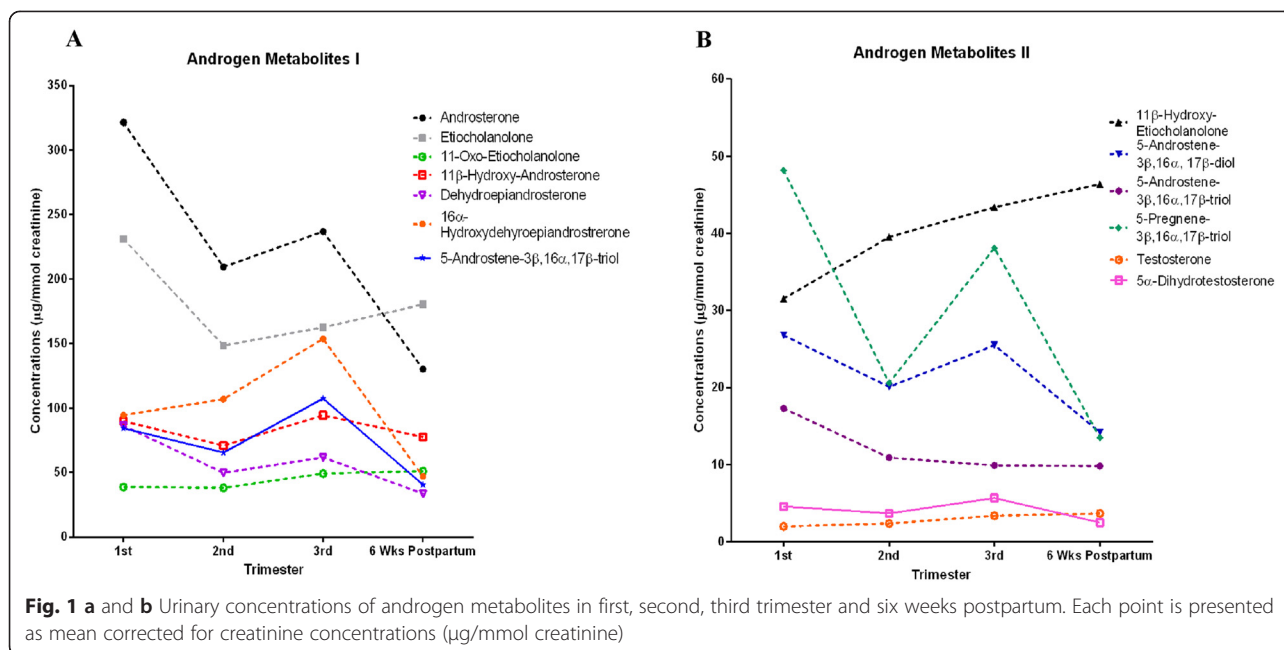 A
Androgen Metabolites I
350
300
250
200
150
100
50
0
Concentrations (µg/mmol creatinine)
1st
2nd
3rd
6 Wks Postpartum
Trimester
Androsterone
Etiocholanolone
11-Oxo-Etiocholanolone
11β-Hydroxy-Androsterone
Dehydroepiandrosterone
16α-
Hydroxydehyroepiandrostrerone
5-Androstene-3β,16α,17β-triol
B
Androgen Metabolites II
60
50
40
30
20
10
0
Concentrations (µg/mmol creatinine)
1st
2nd
3rd
6 Wks Postpartum
Trimester
11β-Hydroxy-
Etiocholanolone
5-Androstene-
3β,16α, 17β-diol
5-Androstene-
3β,16α,17β-triol
5-Pregnene-
3β,16α,17β-triol
Testosterone
5α-Dihydrotestosterone
Fig. 1 a and b Urinary concentrations of androgen metabolites in first, second, third trimester and six weeks postpartum. Each point is presented
as mean corrected for creatinine concentrations (µg/mmol creatinine)